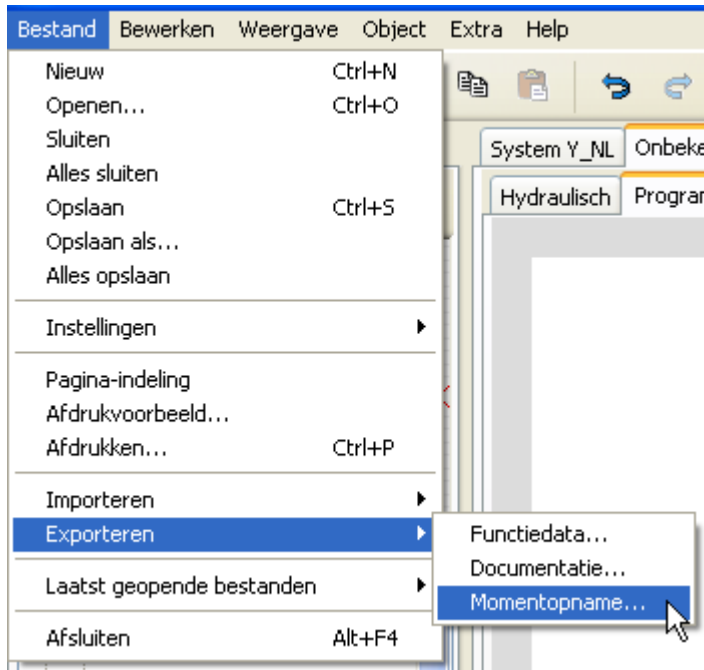 Bestand Bewerken Weergave Object Extra Help
Nieuw Ctrl+N
Openen... Ctrl+O
Sluiten
Alles sluiten
Opslaan Ctrl+S
Opslaan als...
Alles opslaan
Instellingen
Pagina-indeling
Afdrukvoorbeeld...
Afdrukken... Ctrl+P
Importeren
Exporteren
Laatst geopende bestanden
Afsluiten Alt+F4
System Y_NL Onbeke
Hydraulisch Program
Functiedata...
Documentatie...
Momentopname...